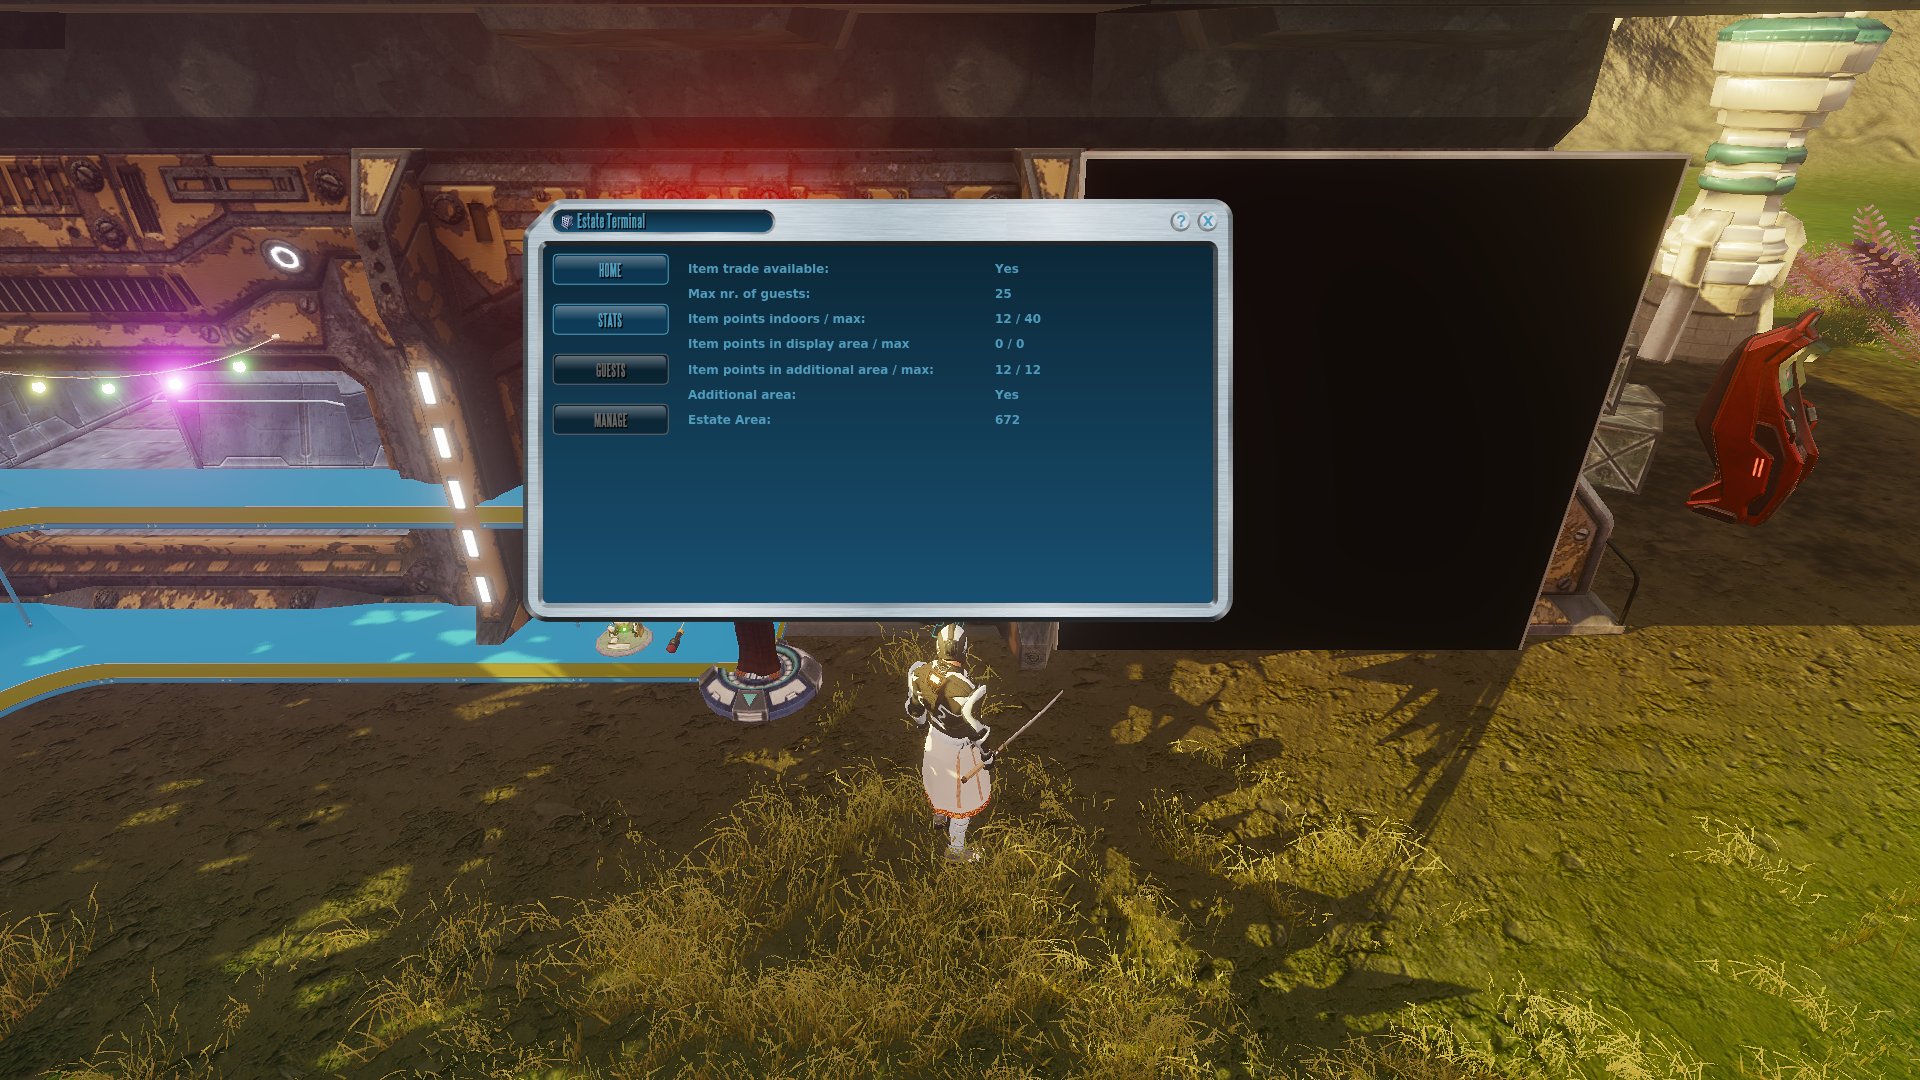 Estate Terminal
? X
HOME
STATS
GUESTS
MANAGE
Item trade available: Yes
Max nr. of guests: 25
Item points indoors / max: 12 / 40
Item points in display area / max 0 / 0
Item points in additional area / max: 12 / 12
Additional area: Yes
Estate Area: 672